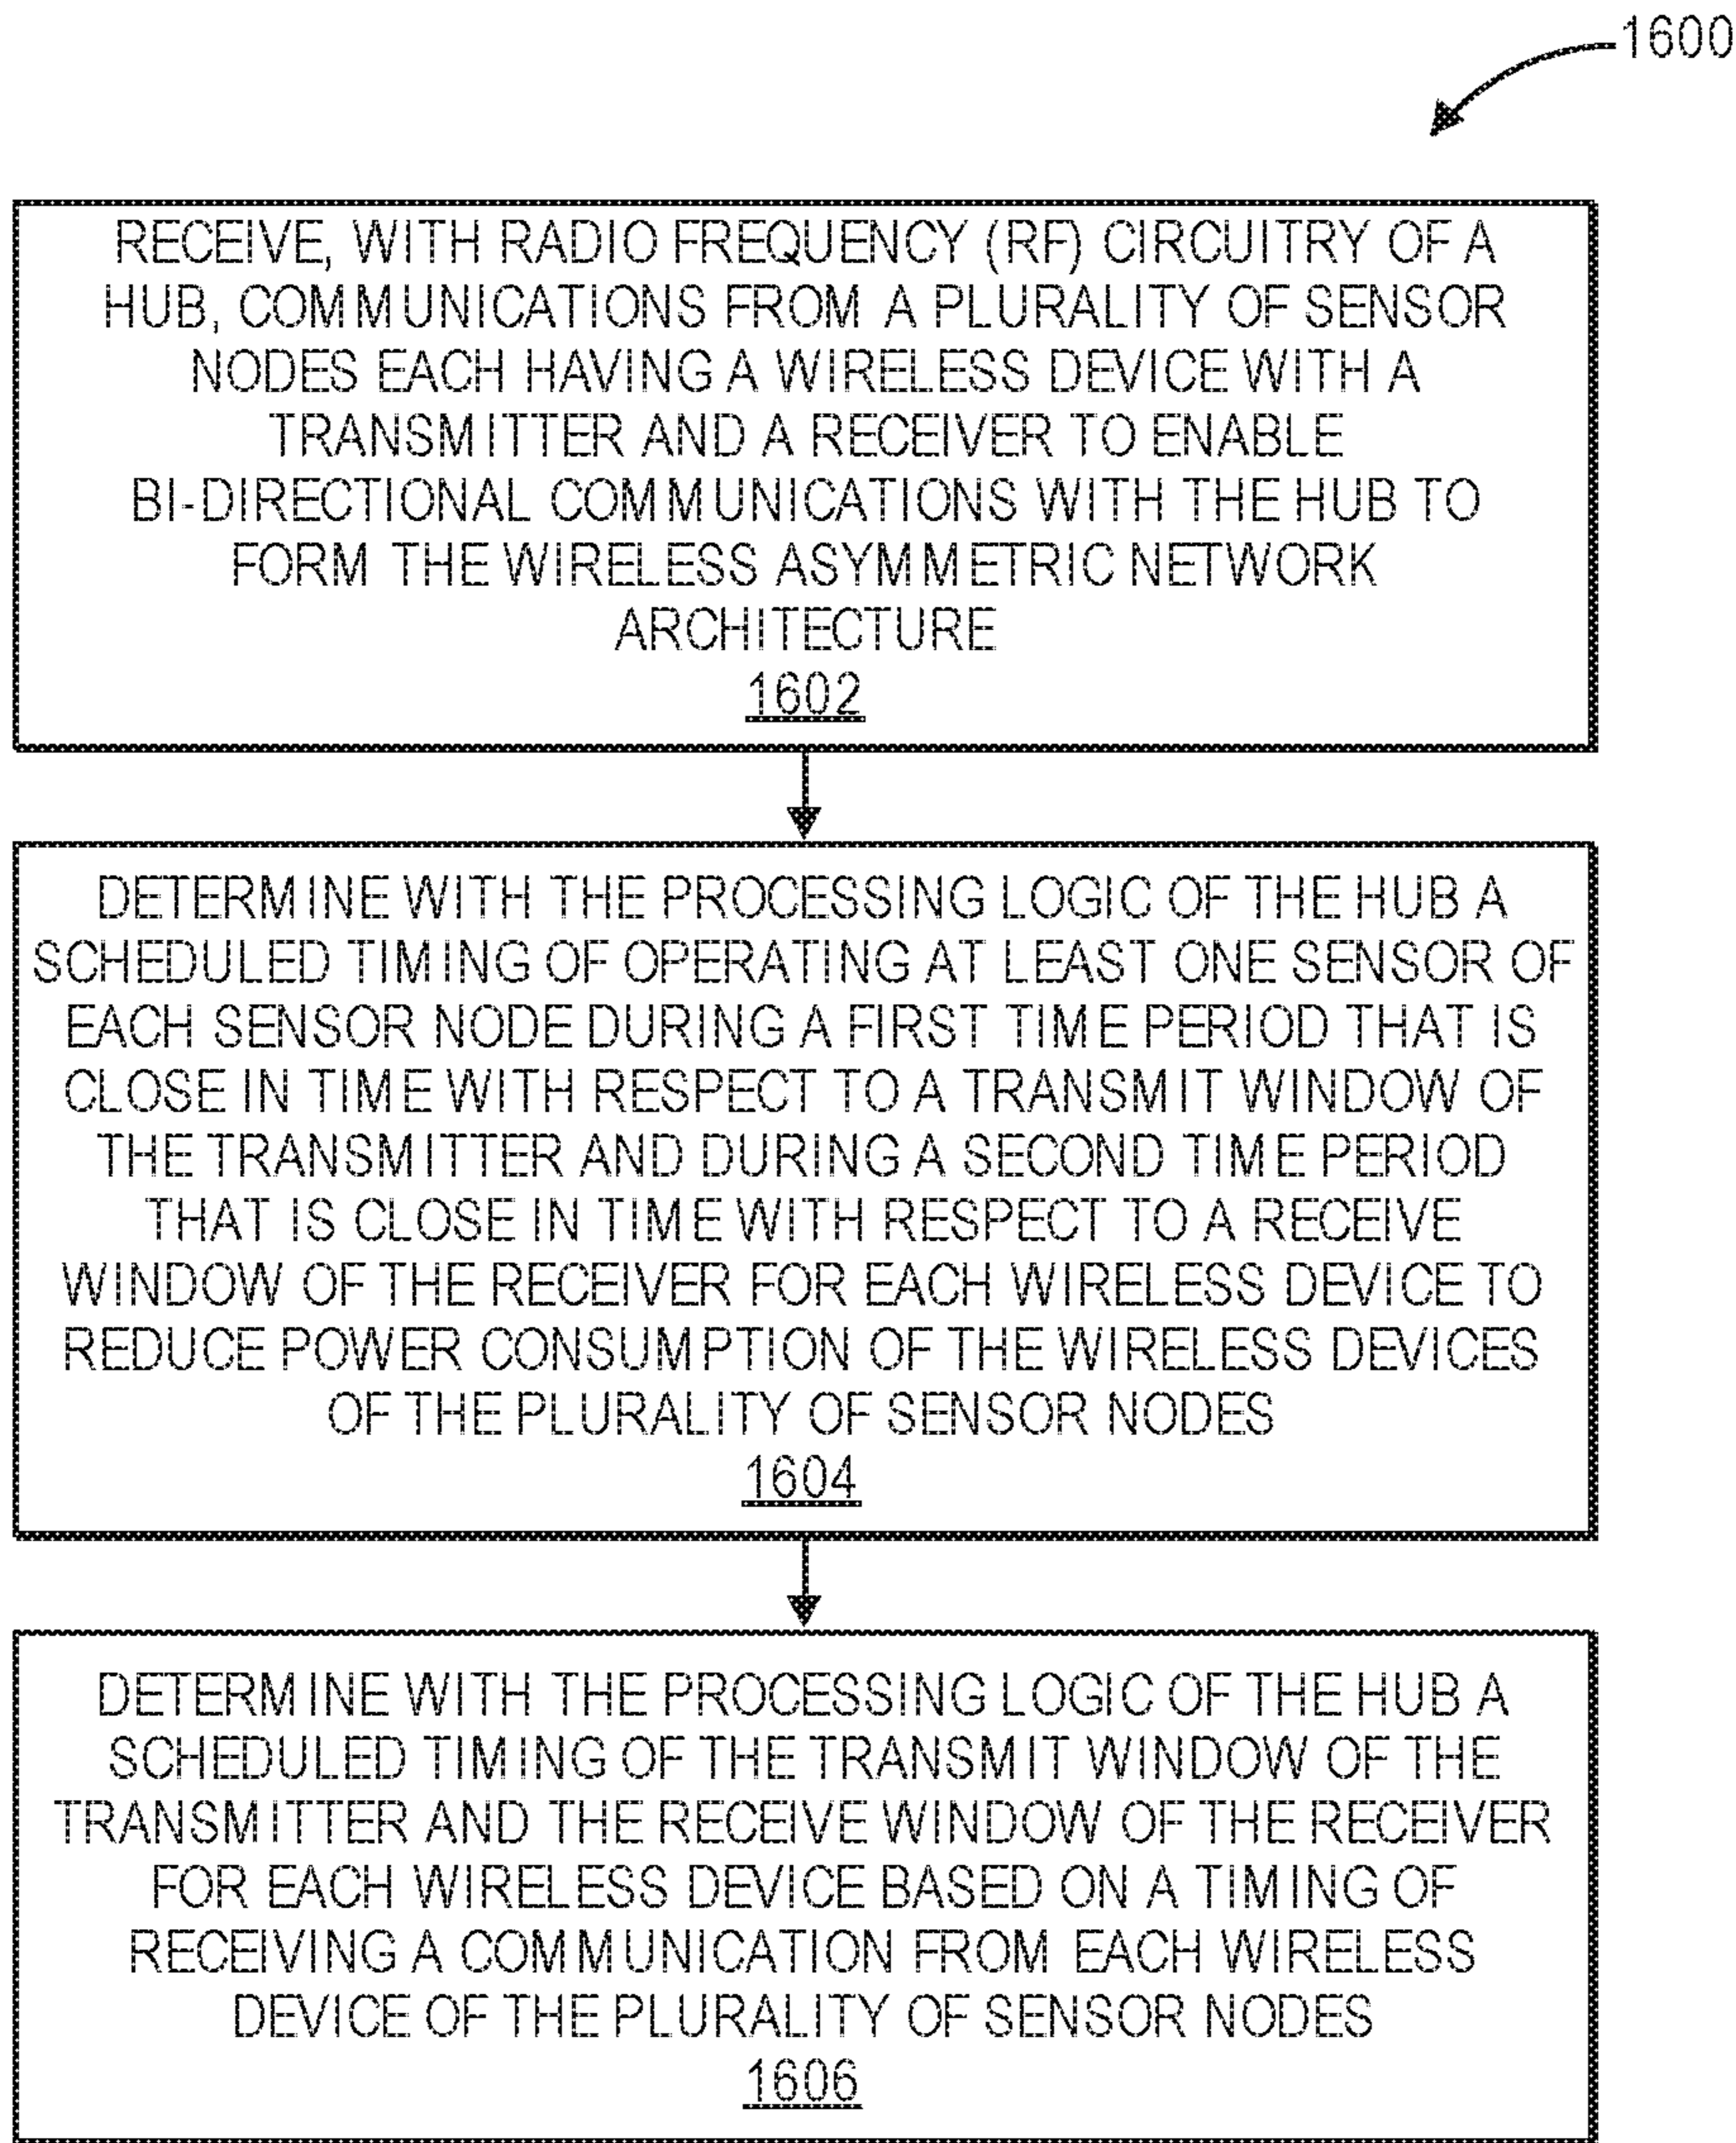 1600
RECEIVE, WITH RADIO FREQUENCY (RF) CIRCUITRY OF A
HUB, COMMUNICATIONS FROM A PLURALITY OF SENSOR
NODES EACH HAVING A WIRELESS DEVICE WITH A
TRANSMITTER AND A RECEIVER TO ENABLE
BI-DIRECTIONAL COMMUNICATIONS WITH THE HUB TO
FORM THE WIRELESS ASYMMETRIC NETWORK
ARCHITECTURE
1602
DETERMINE WITH THE PROCESSING LOGIC OF THE HUB A
SCHEDULED TIMING OF OPERATING AT LEAST ONE SENSOR OF
EACH SENSOR NODE DURING A FIRST TIME PERIOD THAT IS
CLOSE IN TIME WITH RESPECT TO A TRANSMIT WINDOW OF
THE TRANSMITTER AND DURING A SECOND TIME PERIOD
THAT IS CLOSE IN TIME WITH RESPECT TO A RECEIVE
WINDOW OF THE RECEIVER FOR EACH WIRELESS DEVICE TO
REDUCE POWER CONSUMPTION OF THE WIRELESS DEVICES
OF THE PLURALITY OF SENSOR NODES
1604
DETERMINE WITH THE PROCESSING LOGIC OF THE HUB A
SCHEDULED TIMING OF THE TRANSMIT WINDOW OF THE
TRANSMITTER AND THE RECEIVE WINDOW OF THE RECEIVER
FOR EACH WIRELESS DEVICE BASED ON A TIMING OF
RECEIVING A COMMUNICATION FROM EACH WIRELESS
DEVICE OF THE PLURALITY OF SENSOR NODES
1606